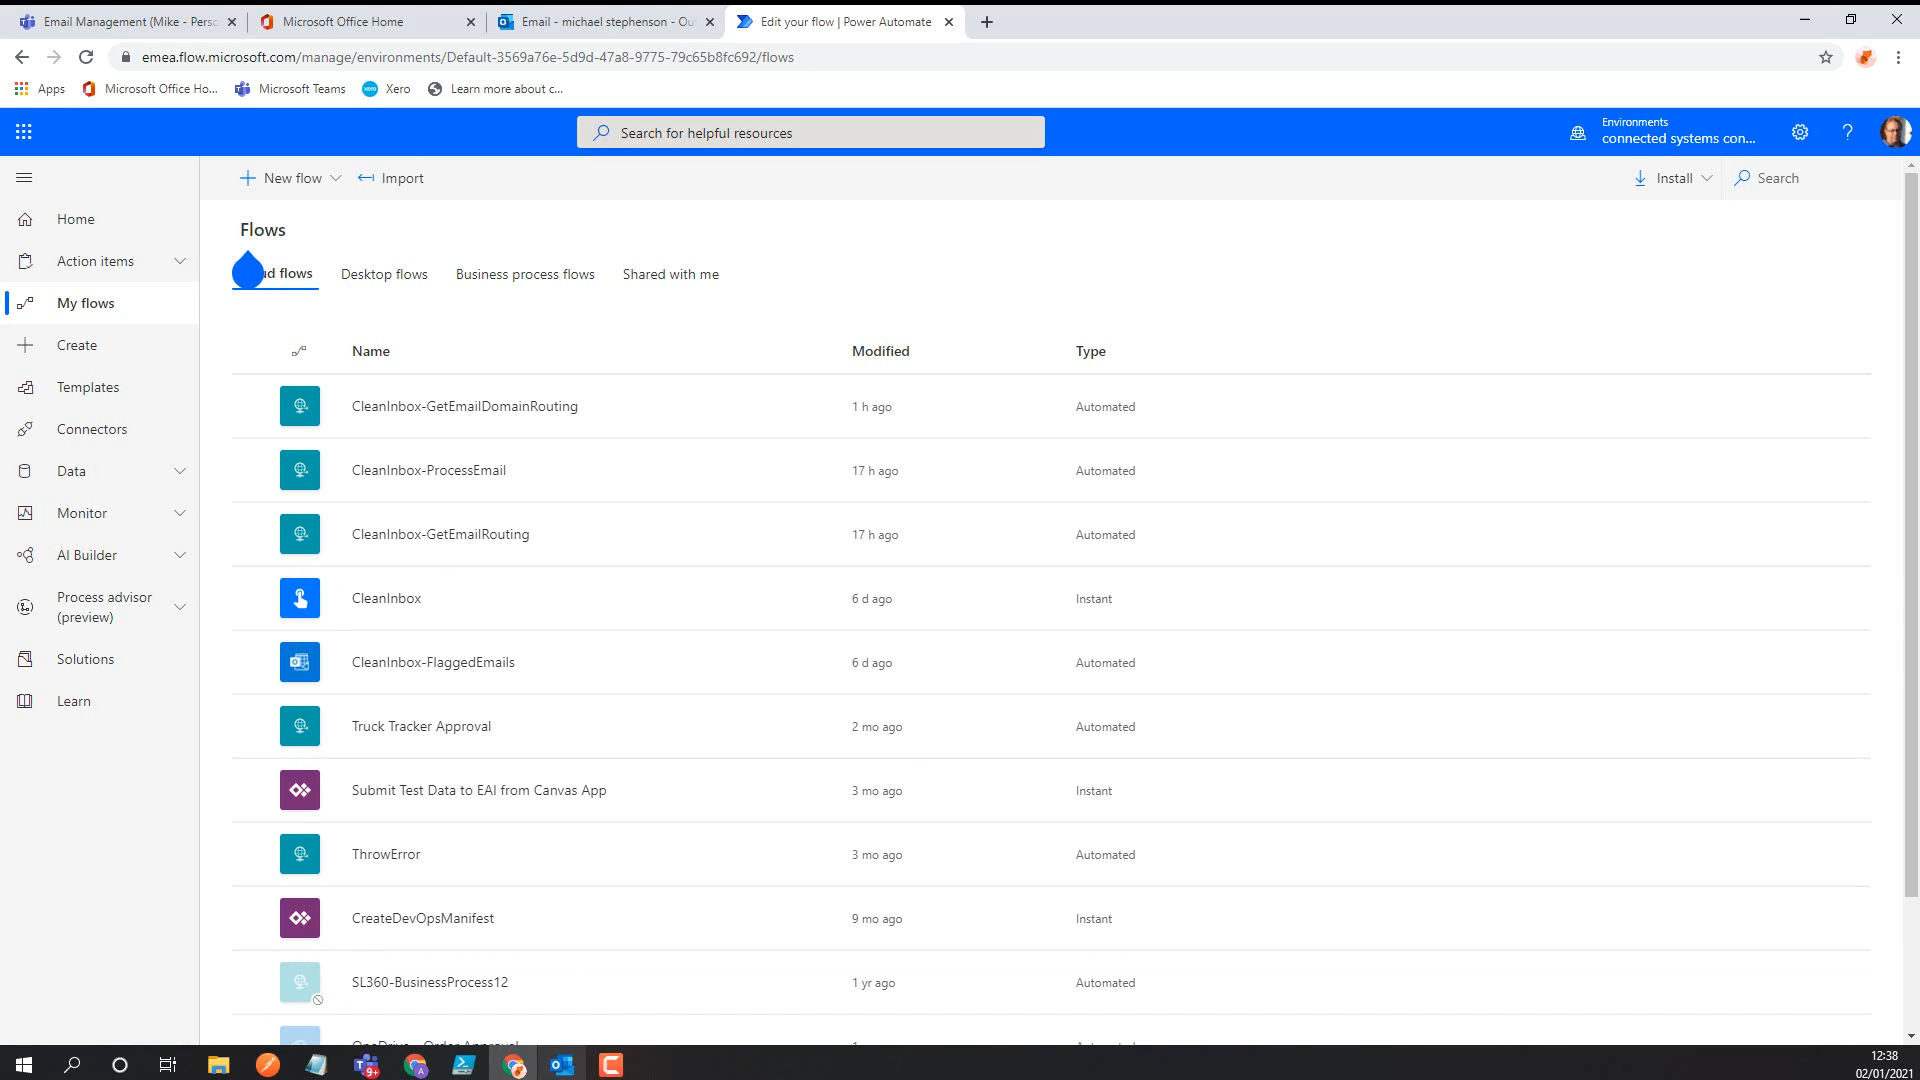 Email Management (Mike - Perso
Microsoft Office Home
Email - michael stephenson - Ou
Edit your flow | Power Automate
emea.flow.microsoft.com/manage/environments/Default-3569a76e-5d9d-47a8-9775-79c65b8fc692/flows
Apps
Microsoft Office Ho...
Microsoft Teams
Xero
Learn more about c...
Search for helpful resources
Environments
connected systems con...
New flow
Import
Install
Search
Home
Action items
My flows
Create
Templates
Connectors
Data
Monitor
AI Builder
Process advisor
(preview)
Solutions
Learn
Flows
ud flows
Desktop flows
Business process flows
Shared with me
Name Modified Type
CleanInbox-GetEmailDomainRouting 1 h ago Automated
CleanInbox-ProcessEmail 17 h ago Automated
CleanInbox-GetEmailRouting 17 h ago Automated
CleanInbox 6 d ago Instant
CleanInbox-FlaggedEmails 6 d ago Automated
Truck Tracker Approval 2 mo ago Automated
Submit Test Data to EAI from Canvas App 3 mo ago Instant
ThrowError 3 mo ago Automated
CreateDevOpsManifest 9 mo ago Instant
SL360-BusinessProcess12 1 yr ago Automated
12:38
02/01/2021